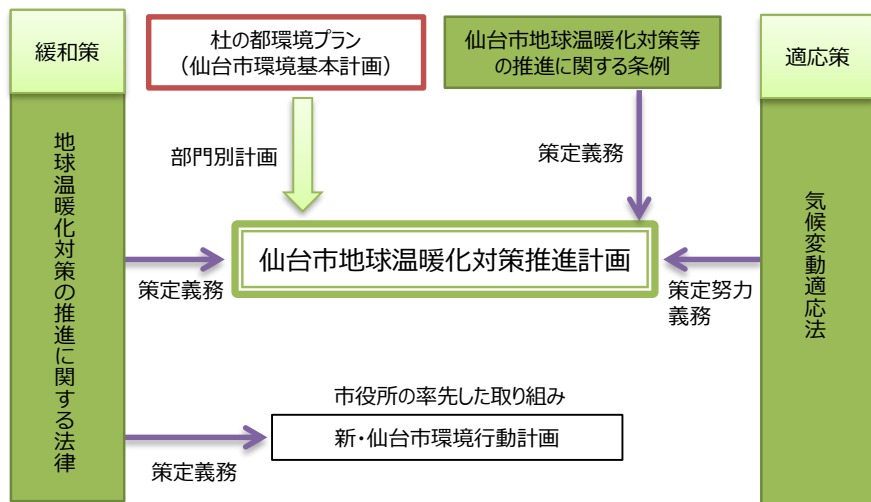 緩和策
杜の都環境プラン
（仙台市環境基本計画）
仙台市地球温暖化対策等
の推進に関する条例
適応策
地球温暖化対策の推進に関する法律
部門別計画
策定義務
気候変動適応法
仙台市地球温暖化対策推進計画
策定義務
策定努力
義務
市役所の率先した取り組み
新・仙台市環境行動計画
策定義務